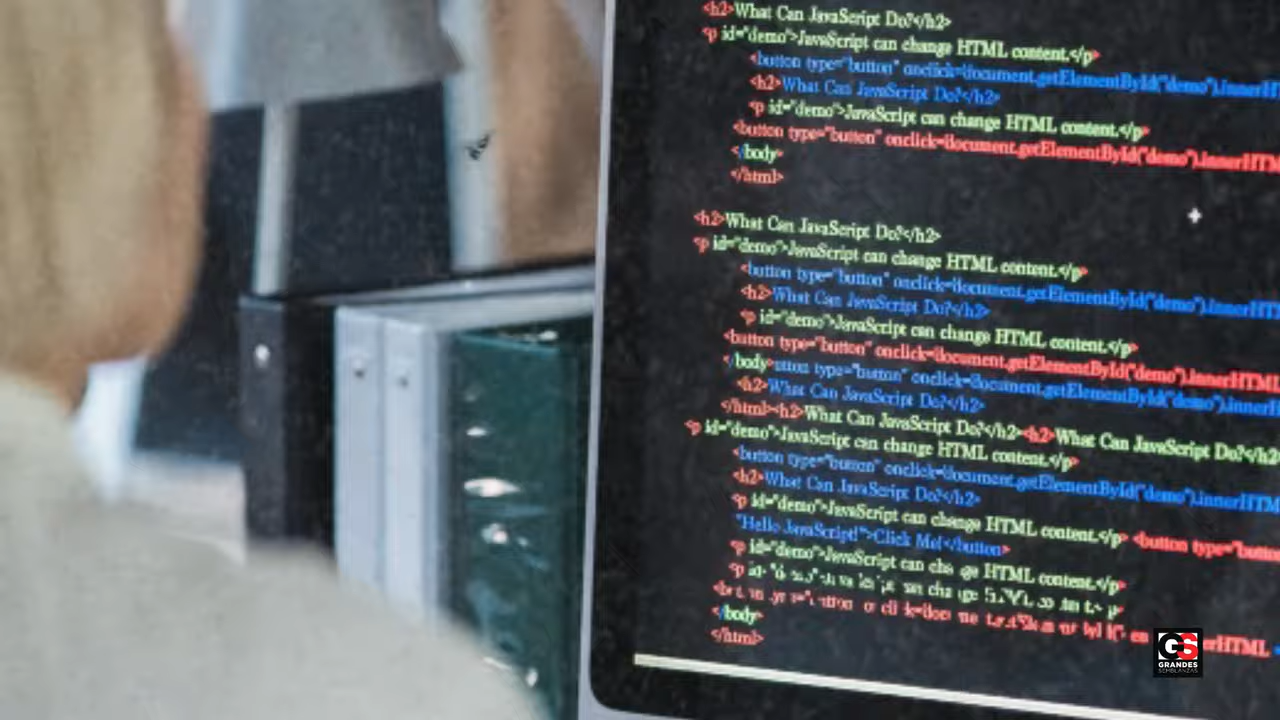 <h2>What Can JavaScript Do?</h2>
<p id="demo">JavaScript can change HTML content.</p>
<button type="button" onclick=document.getElementById("demo").innerHT
<h2>What Can JavaScript Do?</h2>
<p id="demo">JavaScript can change HTML content.</p>
<button type="button" onclick=document.getElementById("demo").innerHTM
</body>
</html>
<h2>What Can JavaScript Do?</h2>
<p id="demo">JavaScript can change HTML content.</p>
<button type="button" onclick=document.getElementById("demo").innerHT
<h2>What Can JavaScript Do?</h2>
<p id="demo">JavaScript can change HTML content.</p>
<button type="button" onclick=document.getElementById("demo").innerHTML
</body> type="button" onclick=document.getElementById("demo").innerH
<h2>What Can JavaScript Do?</h2>
</html><h2>What Can JavaScript Do?</h2><h2>What Can JavaScript Do?</h2
<p id="demo">JavaScript can change HTML content.</p>
<button type="button" onclick=document.getElementById("demo").innerHTM
<h2>What Can JavaScript Do?</h2>
<p id="demo">JavaScript can change HTML content.</p> <button type="button
"Hello JavaScript!">Click Me!</button>
<p id="demo">JavaScript can HTML content.</p>
</body>
</html>
GS
GRANDES
SEMBLANZAS